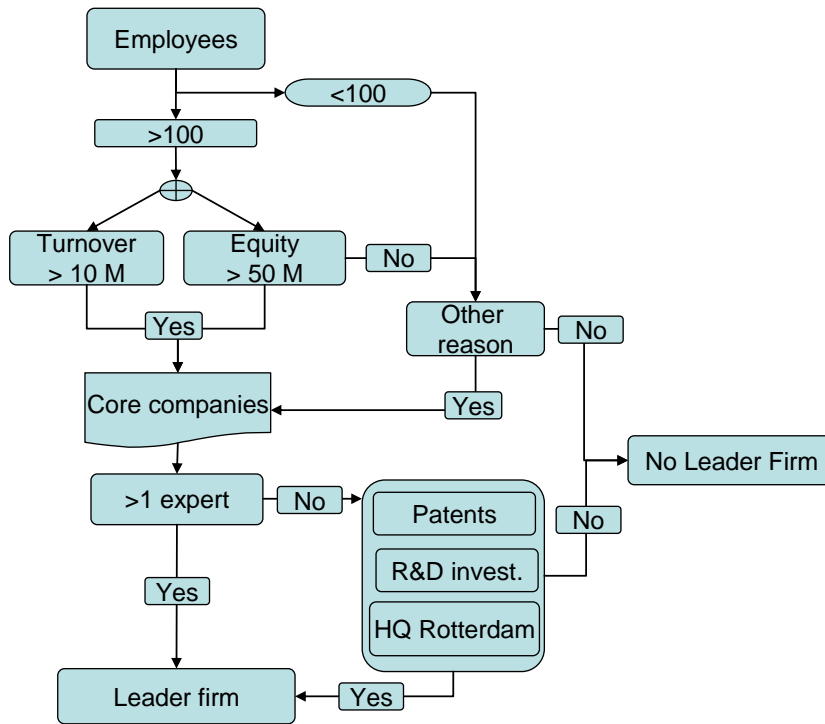 Employees
<100
>100
Turnover
> 10 M
Equity
> 50 M
No
Other
reason
No
Yes
Core companies
Yes
No Leader Firm
>1 expert
No
Patents
No
R&D invest.
Yes
HQ Rotterdam
Leader firm
Yes